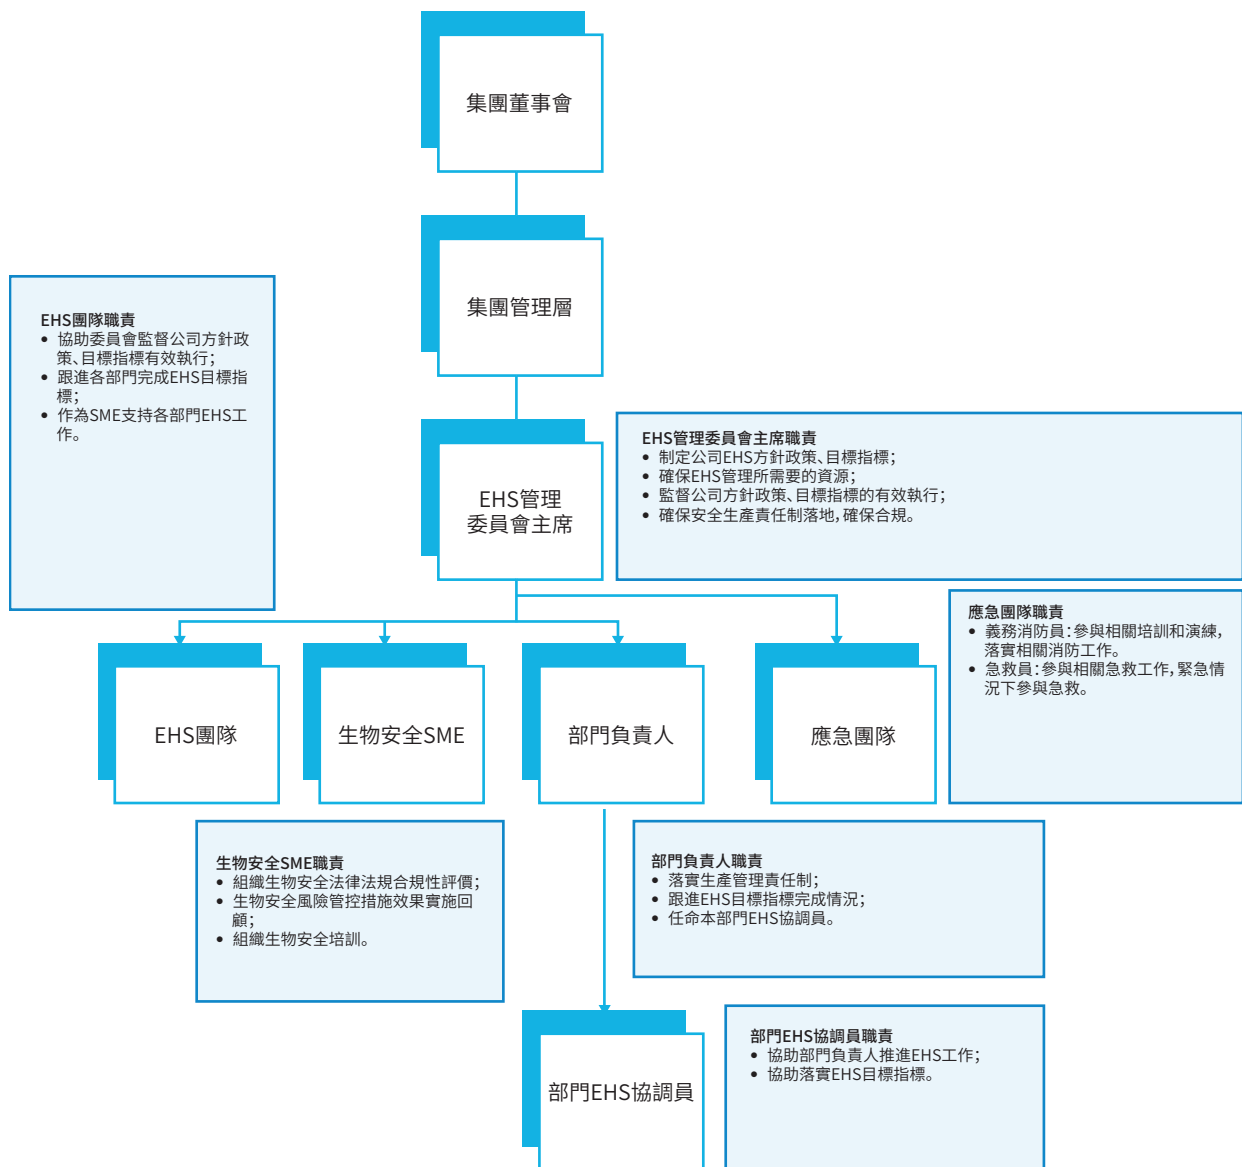 集團董事會
集團管理層
EHS團隊職責
• 協助委員會監督公司方針政
策、目標指標有效執行；
• 跟進各部門完成EHS目標指
標；
• 作為SME支持各部門EHS工
作。
EHS管理
委員會主席
EHS管理委員會主席職責
• 制定公司EHS方針政策、目標指標；
• 確保EHS管理所需要的資源；
• 監督公司方針政策、目標指標的有效執行；
• 確保安全生產責任制落地，確保合規。
應急團隊職責
• 義務消防員：參與相關培訓和演練，
落實相關消防工作。
• 急救員：參與相關急救工作，緊急情
況下參與急救。
EHS團隊
生物安全SME
部門負責人
應急團隊
生物安全SME職責
• 組織生物安全法律法規合規性評價；
• 生物安全風險管控措施效果實施回
顧；
• 組織生物安全培訓。
部門負責人職責
• 落實生產管理責任制；
• 跟進EHS目標指標完成情況；
• 任命本部門EHS協調員。
部門EHS協調員
部門EHS協調員職責
• 協助部門負責人推進EHS工作；
• 協助落實EHS目標指標。